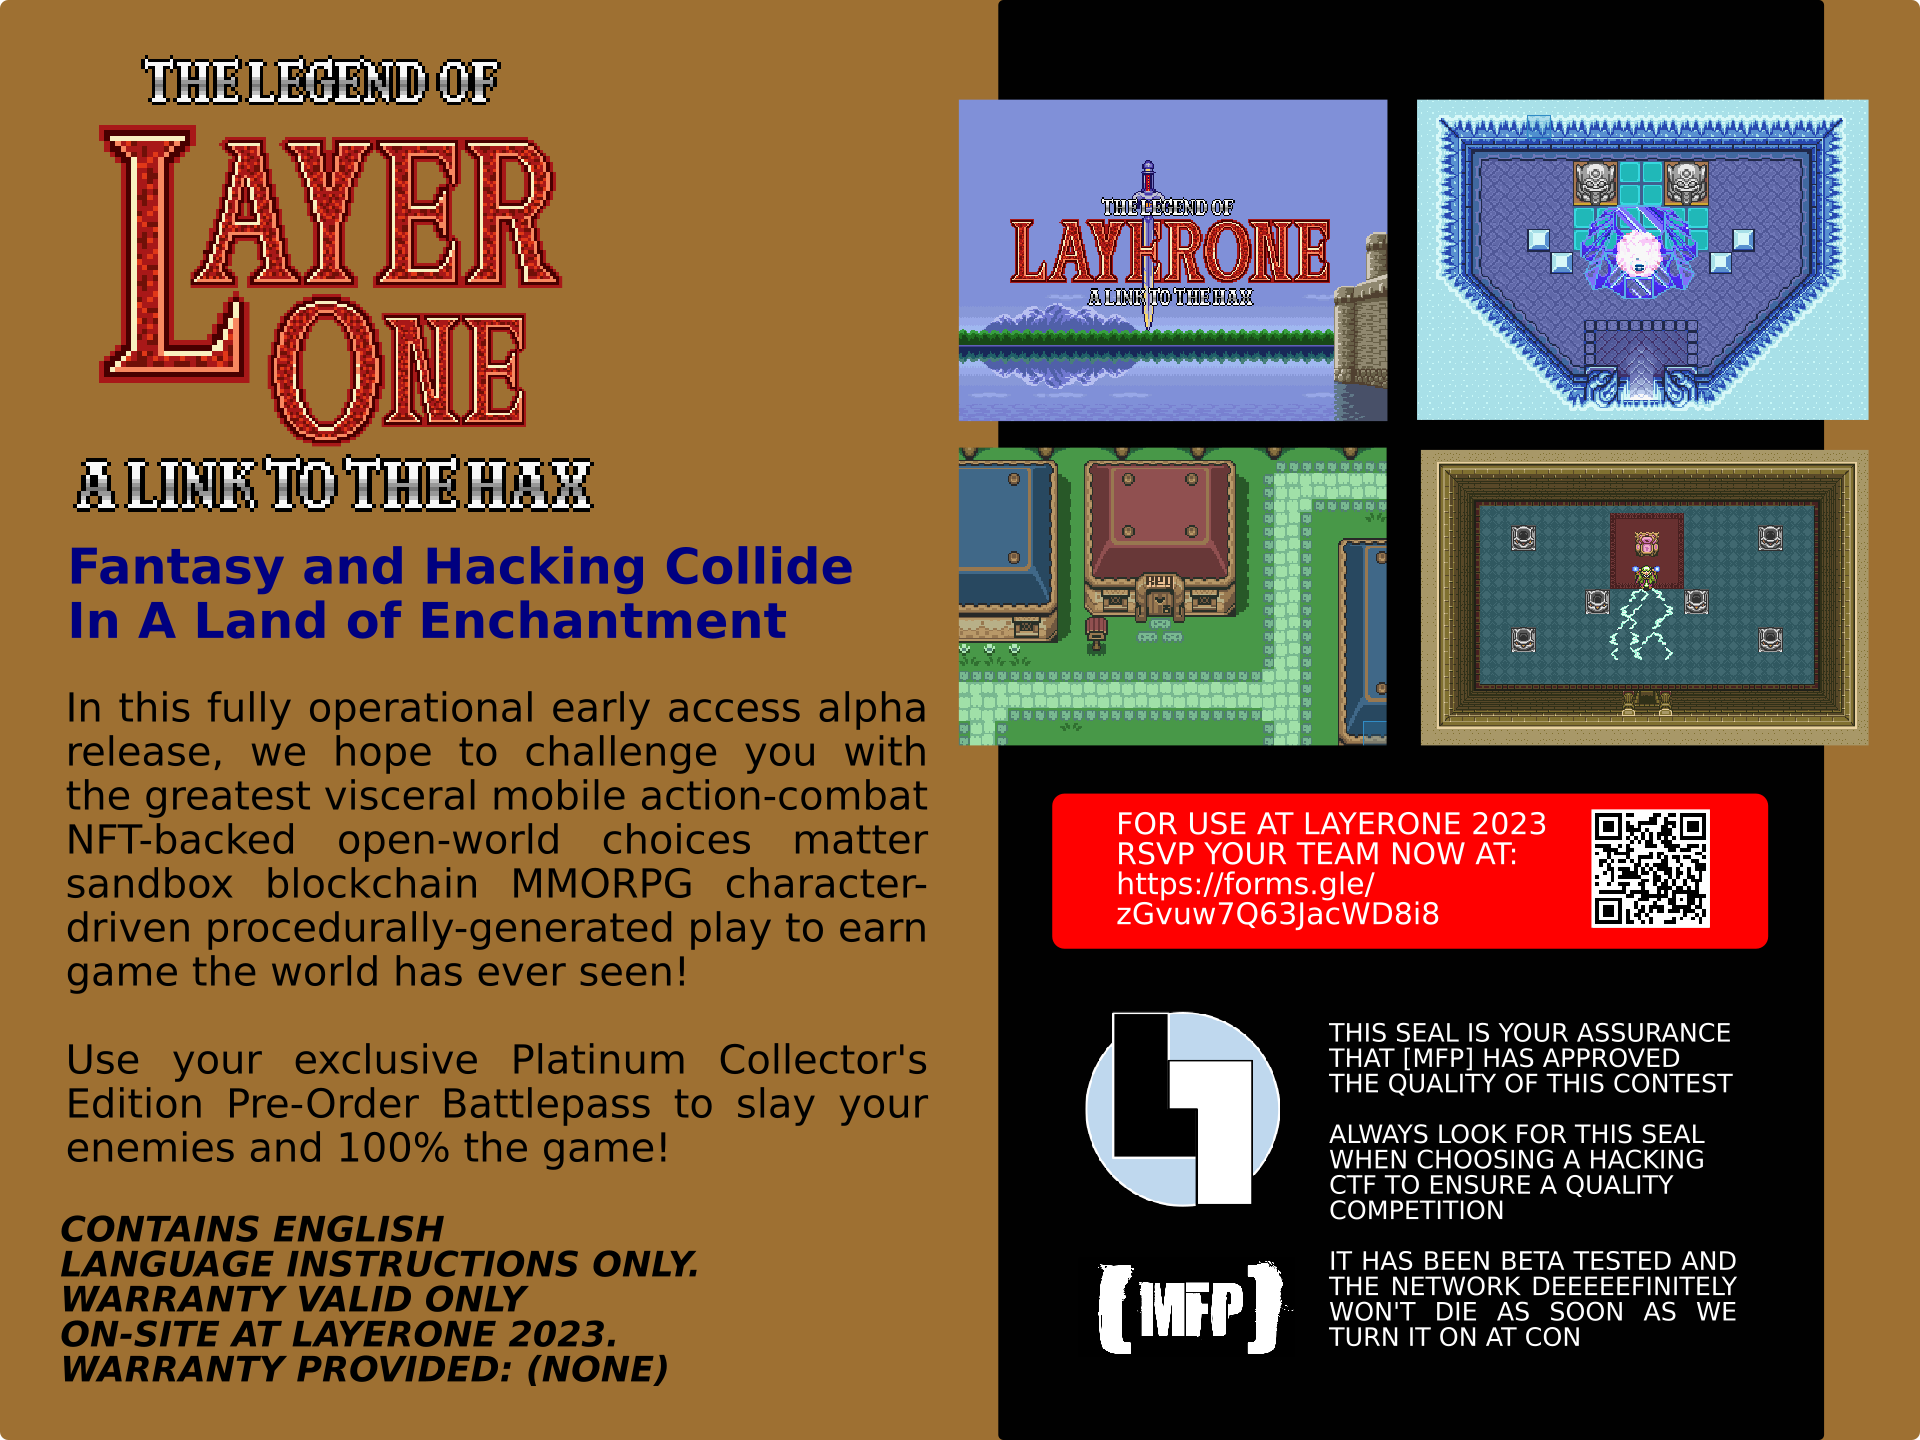 THE LEGEND OF
LAYER
ONE
A LINK TO THE HAX
Fantasy and Hacking Collide
In A Land of Enchantment
In this fully operational early access alpha
release, we hope to challenge you with
the greatest visceral mobile action-combat
NFT-backed open-world choices matter
sandbox blockchain MMORPG character-
driven procedurally-generated play to earn
game the world has ever seen!
Use your exclusive Platinum Collector's
Edition Pre-Order Battlepass to slay your
enemies and 100% the game!
CONTAINS ENGLISH
LANGUAGE INSTRUCTIONS ONLY.
WARRANTY VALID ONLY
ON-SITE AT LAYERONE 2023.
WARRANTY PROVIDED: (NONE)
THE LEGEND OF
LAYERONE
A LINK TO THE HAX
FOR USE AT LAYERONE 2023
RSVP YOUR TEAM NOW AT:
https://forms.gle/
zGvuw7Q63JacWD8i8
THIS SEAL IS YOUR ASSURANCE
THAT [MFP] HAS APPROVED
THE QUALITY OF THIS CONTEST
ALWAYS LOOK FOR THIS SEAL
WHEN CHOOSING A HACKING
CTF TO ENSURE A QUALITY
COMPETITION
IT HAS BEEN BETA TESTED AND
THE NETWORK DEEEEEFINITELY
WON'T DIE AS SOON AS WE
TURN IT ON AT CON
[MFP]